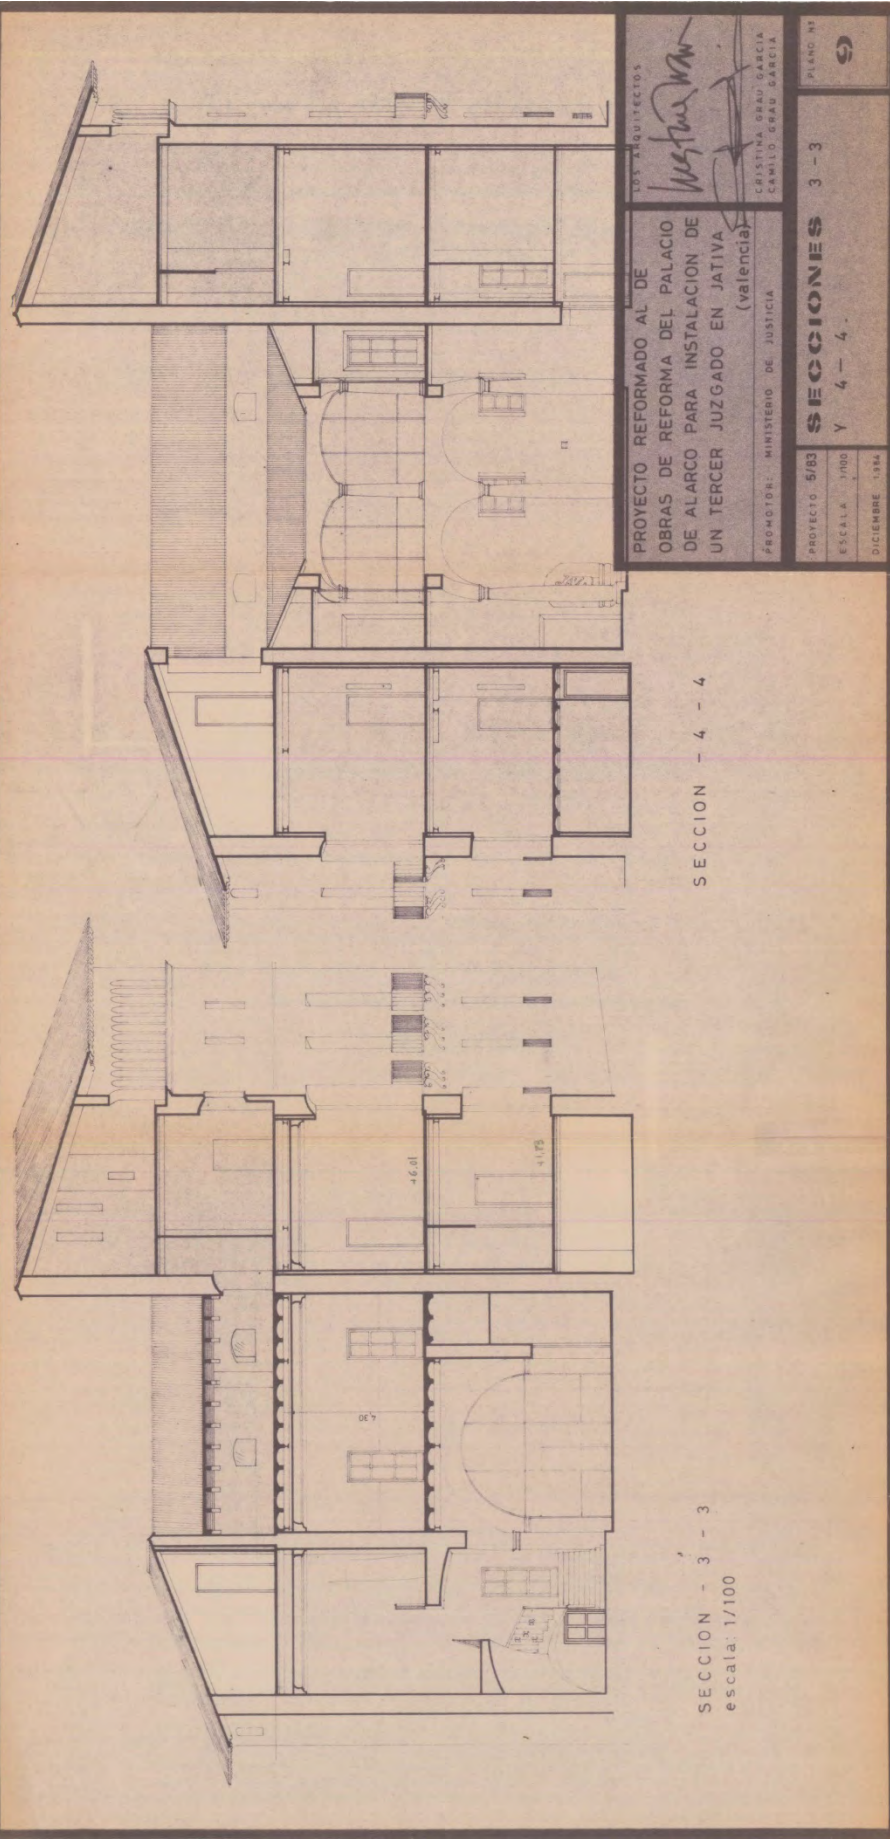 SECCION - 3 - 3
escala: 1/100
SECCION - 4 - 4
4,30
+6.01
+1.83
PROYECTO REFORMADO AL DE
OBRAS DE REFORMA DEL PALACIO
DE ALARCO PARA INSTALACION DE
UN TERCER JUZGADO EN JATIVA
(valencia)
PROMOTOR: MINISTERIO DE JUSTICIA
LOS ARQUITECTOS
CRISTINA GRAU GARCIA
CAMILO GRAU GARCIA
PROYECTO 5/83
ESCALA 1/100
DICIEMBRE 1.984
SECCIONES 3-3
Y 4-4.
PLANO Nº
9